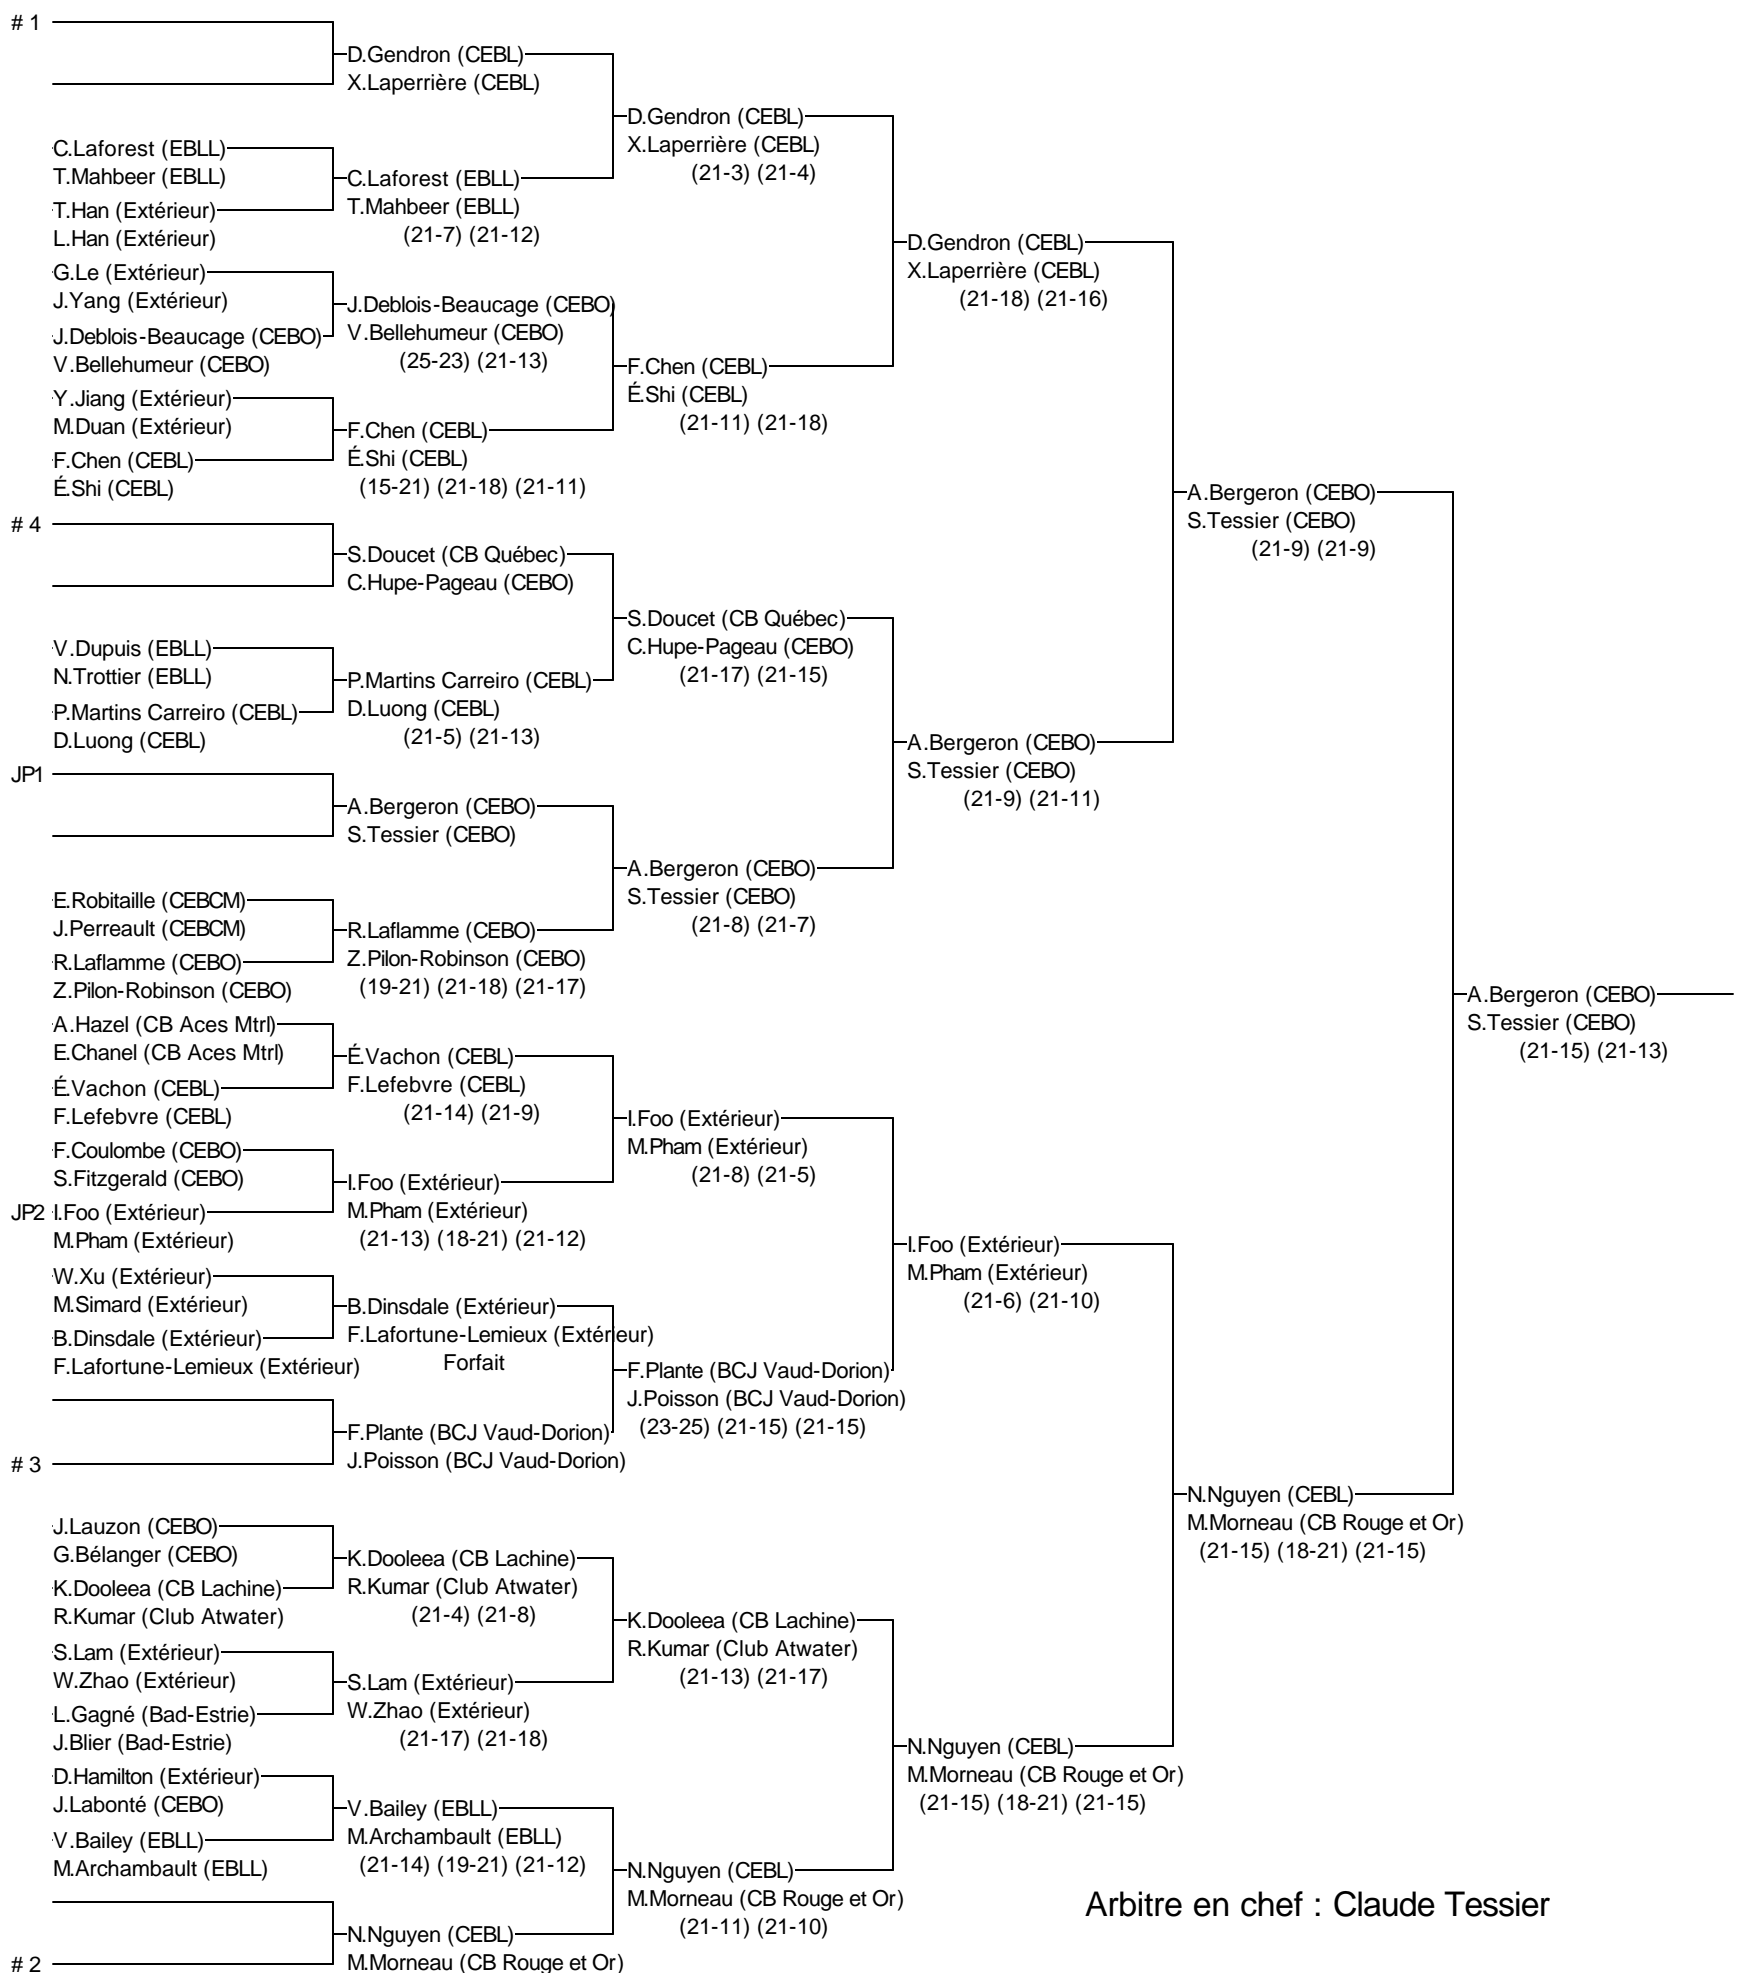 # 1
D.Gendron (CEBL)
X.Laperrière (CEBL)
D.Gendron (CEBL)
X.Laperrière (CEBL)
(21-3) (21-4)
C.Laforest (EBLL)
T.Mahbeer (EBLL)
C.Laforest (EBLL)
T.Mahbeer (EBLL)
(21-7) (21-12)
T.Han (Extérieur)
L.Han (Extérieur)
D.Gendron (CEBL)
X.Laperrière (CEBL)
(21-18) (21-16)
G.Le (Extérieur)
J.Yang (Extérieur)
J.Deblois-Beaucage (CEBO)
V.Bellehumeur (CEBO)
(25-23) (21-13)
J.Deblois-Beaucage (CEBO)
V.Bellehumeur (CEBO)
F.Chen (CEBL)
É.Shi (CEBL)
(21-11) (21-18)
Y.Jiang (Extérieur)
M.Duan (Extérieur)
F.Chen (CEBL)
É.Shi (CEBL)
(15-21) (21-18) (21-11)
F.Chen (CEBL)
É.Shi (CEBL)
A.Bergeron (CEBO)
S.Tessier (CEBO)
(21-9) (21-9)
# 4
S.Doucet (CB Québec)
C.Hupe-Pageau (CEBO)
S.Doucet (CB Québec)
C.Hupe-Pageau (CEBO)
(21-17) (21-15)
V.Dupuis (EBLL)
N.Trottier (EBLL)
P.Martins Carreiro (CEBL)
D.Luong (CEBL)
(21-5) (21-13)
P.Martins Carreiro (CEBL)
D.Luong (CEBL)
A.Bergeron (CEBO)
S.Tessier (CEBO)
(21-9) (21-11)
JP1
A.Bergeron (CEBO)
S.Tessier (CEBO)
A.Bergeron (CEBO)
S.Tessier (CEBO)
(21-8) (21-7)
E.Robitaille (CEBCM)
J.Perreault (CEBCM)
R.Laflamme (CEBO)
Z.Pilon-Robinson (CEBO)
(19-21) (21-18) (21-17)
R.Laflamme (CEBO)
Z.Pilon-Robinson (CEBO)
A.Bergeron (CEBO)
S.Tessier (CEBO)
(21-15) (21-13)
A.Hazel (CB Aces Mtrl)
E.Chanel (CB Aces Mtrl)
É.Vachon (CEBL)
F.Lefebvre (CEBL)
(21-14) (21-9)
É.Vachon (CEBL)
F.Lefebvre (CEBL)
I.Foo (Extérieur)
M.Pham (Extérieur)
(21-8) (21-5)
F.Coulombe (CEBO)
S.Fitzgerald (CEBO)
I.Foo (Extérieur)
M.Pham (Extérieur)
(21-13) (18-21) (21-12)
JP2 I.Foo (Extérieur)
M.Pham (Extérieur)
I.Foo (Extérieur)
M.Pham (Extérieur)
(21-6) (21-10)
W.Xu (Extérieur)
M.Simard (Extérieur)
B.Dinsdale (Extérieur)
F.Lafortune-Lemieux (Extérieur)
Forfait
B.Dinsdale (Extérieur)
F.Lafortune-Lemieux (Extérieur)
F.Plante (BCJ Vaud-Dorion)
J.Poisson (BCJ Vaud-Dorion)
(23-25) (21-15) (21-15)
F.Plante (BCJ Vaud-Dorion)
J.Poisson (BCJ Vaud-Dorion)
# 3
N.Nguyen (CEBL)
M.Morneau (CB Rouge et Or)
(21-15) (18-21) (21-15)
J.Lauzon (CEBO)
G.Bélanger (CEBO)
K.Dooleea (CB Lachine)
R.Kumar (Club Atwater)
(21-4) (21-8)
K.Dooleea (CB Lachine)
R.Kumar (Club Atwater)
K.Dooleea (CB Lachine)
R.Kumar (Club Atwater)
(21-13) (21-17)
S.Lam (Extérieur)
W.Zhao (Extérieur)
S.Lam (Extérieur)
W.Zhao (Extérieur)
(21-17) (21-18)
L.Gagné (Bad-Estrie)
J.Blier (Bad-Estrie)
N.Nguyen (CEBL)
M.Morneau (CB Rouge et Or)
(21-15) (18-21) (21-15)
D.Hamilton (Extérieur)
J.Labonté (CEBO)
V.Bailey (EBLL)
M.Archambault (EBLL)
(21-14) (19-21) (21-12)
V.Bailey (EBLL)
M.Archambault (EBLL)
N.Nguyen (CEBL)
M.Morneau (CB Rouge et Or)
(21-11) (21-10)
N.Nguyen (CEBL)
M.Morneau (CB Rouge et Or)
# 2
Arbitre en chef : Claude Tessier